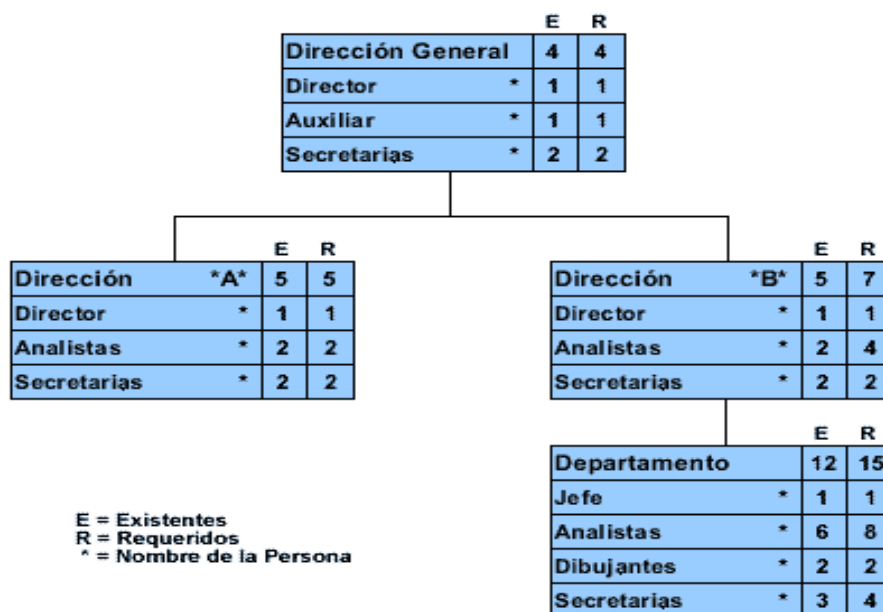 E R
Dirección General 4 4
Director * 1 1
Auxiliar * 1 1
Secretarias * 2 2
E R
Dirección *A* 5 5
Director * 1 1
Analistas * 2 2
Secretarias * 2 2
E R
Dirección *B* 5 7
Director * 1 1
Analistas * 2 4
Secretarias * 2 2
E R
Departamento 12 15
Jefe * 1 1
Analistas * 6 8
Dibujantes * 2 2
Secretarias * 3 4
E = Existentes
R = Requeridos
* = Nombre de la Persona